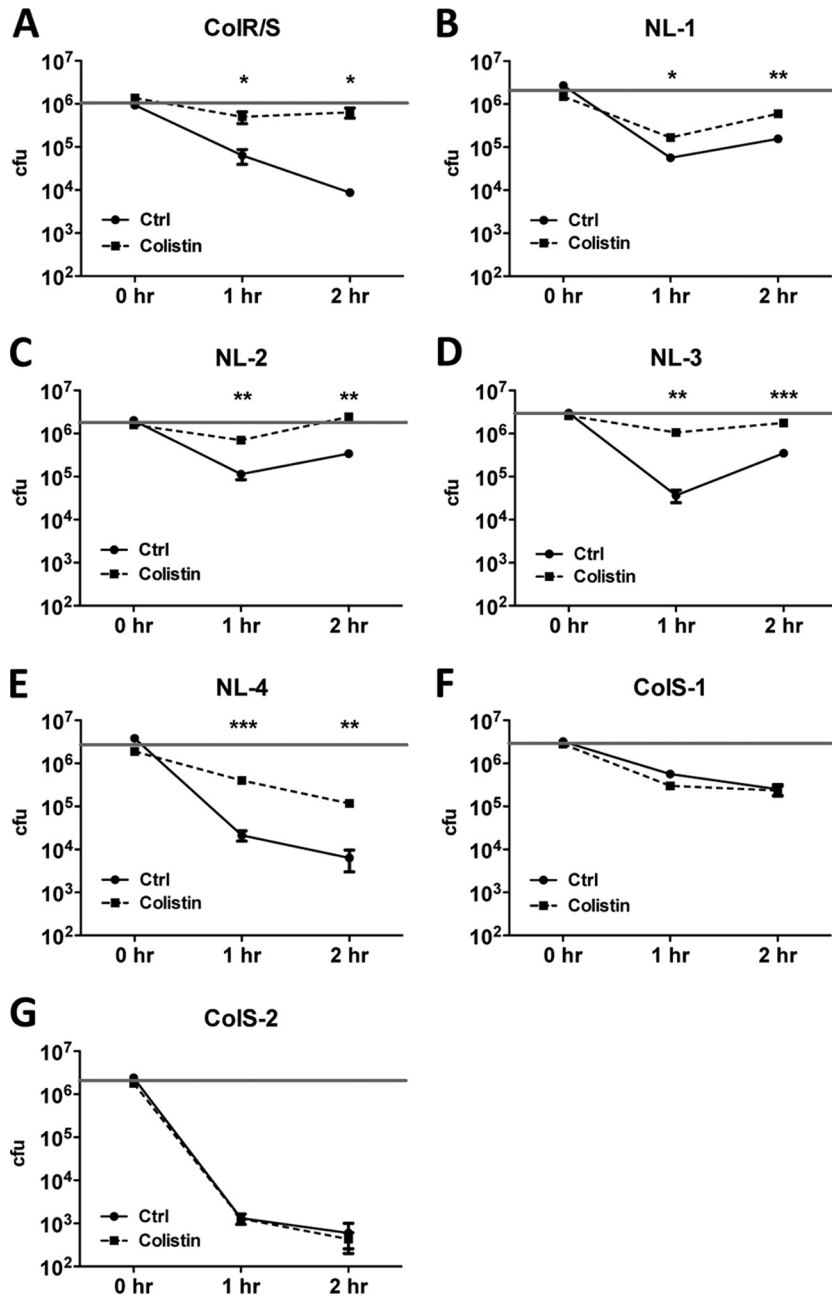 A
ColR/S
10⁷
10⁶
10⁵
10⁴
10³
10²
cfu
* *
Ctrl
Colistin
0 hr 1 hr 2 hr
B
NL-1
10⁷
10⁶
10⁵
10⁴
10³
10²
cfu
* **
Ctrl
Colistin
0 hr 1 hr 2 hr
C
NL-2
10⁷
10⁶
10⁵
10⁴
10³
10²
cfu
** **
Ctrl
Colistin
0 hr 1 hr 2 hr
D
NL-3
10⁷
10⁶
10⁵
10⁴
10³
10²
cfu
** ***
Ctrl
Colistin
0 hr 1 hr 2 hr
E
NL-4
10⁷
10⁶
10⁵
10⁴
10³
10²
cfu
*** **
Ctrl
Colistin
0 hr 1 hr 2 hr
F
ColS-1
10⁷
10⁶
10⁵
10⁴
10³
10²
cfu
Ctrl
Colistin
0 hr 1 hr 2 hr
G
ColS-2
10⁷
10⁶
10⁵
10⁴
10³
10²
cfu
Ctrl
Colistin
0 hr 1 hr 2 hr